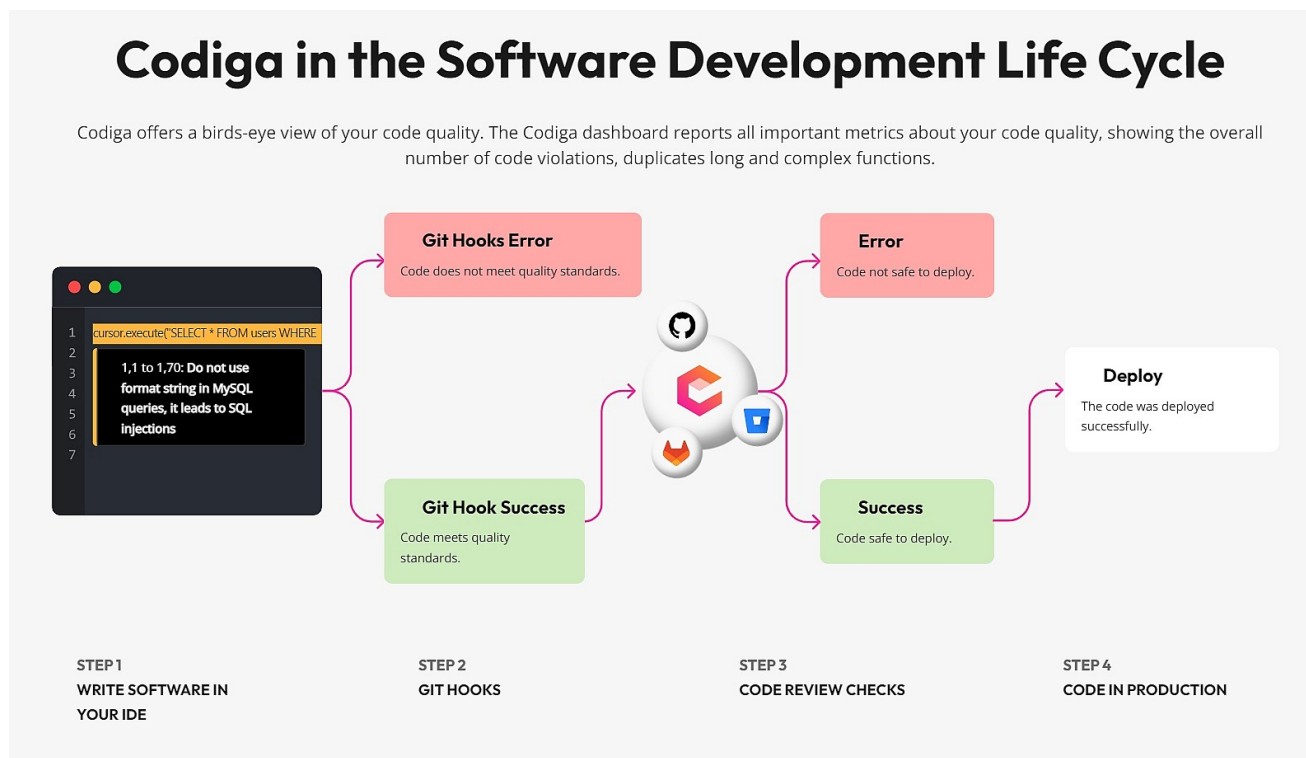 Codiga in the Software Development Life Cycle
Codiga offers a birds-eye view of your code quality. The Codiga dashboard reports all important metrics about your code quality, showing the overall
number of code violations, duplicates long and complex functions.
1
2
3
4
5
6
7
cursor.execute("SELECT * FROM users WHERE
1,1 to 1,70: Do not use
format string in MySQL
queries, it leads to SQL
injections
Git Hooks Error
Code does not meet quality standards.
Git Hook Success
Code meets quality
standards.
Error
Code not safe to deploy.
Success
Code safe to deploy.
Deploy
The code was deployed
successfully.
STEP 1
WRITE SOFTWARE IN
YOUR IDE
STEP 2
GIT HOOKS
STEP 3
CODE REVIEW CHECKS
STEP 4
CODE IN PRODUCTION